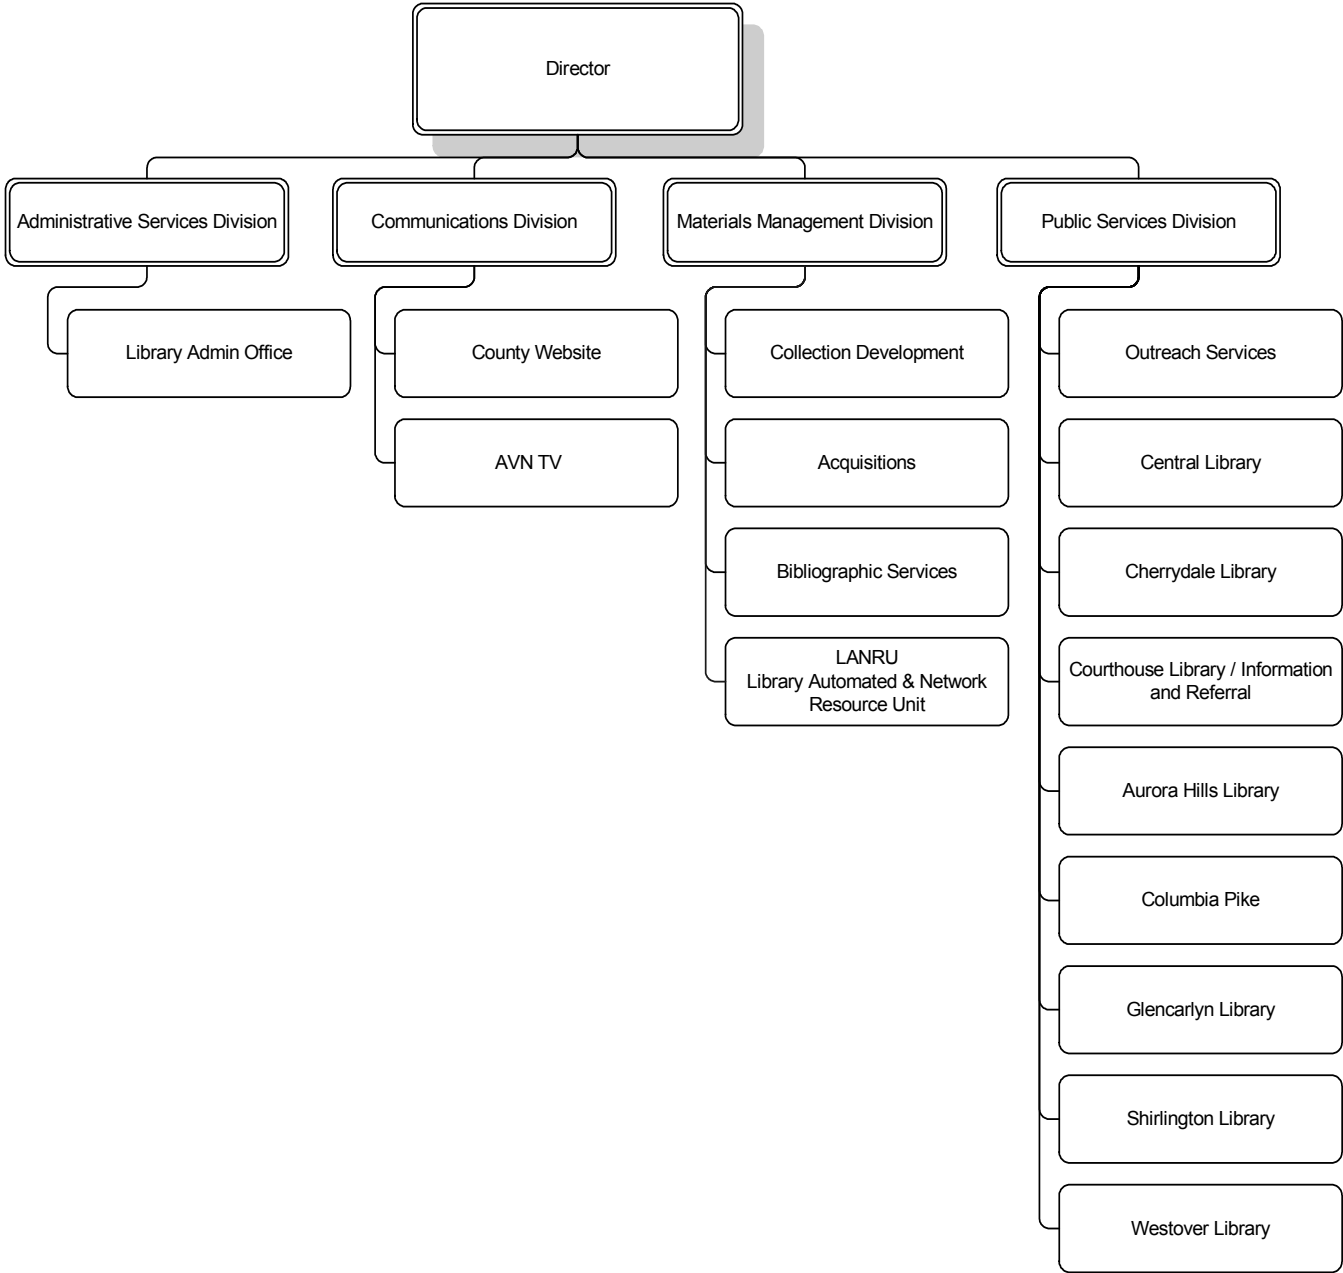 Director
Administrative Services Division
Communications Division
Materials Management Division
Public Services Division
Library Admin Office
County Website
Collection Development
Outreach Services
AVN TV
Acquisitions
Central Library
Bibliographic Services
Cherrydale Library
LANRU
Library Automated & Network
Resource Unit
Courthouse Library / Information
and Referral
Aurora Hills Library
Columbia Pike
Glencarlyn Library
Shirlington Library
Westover Library